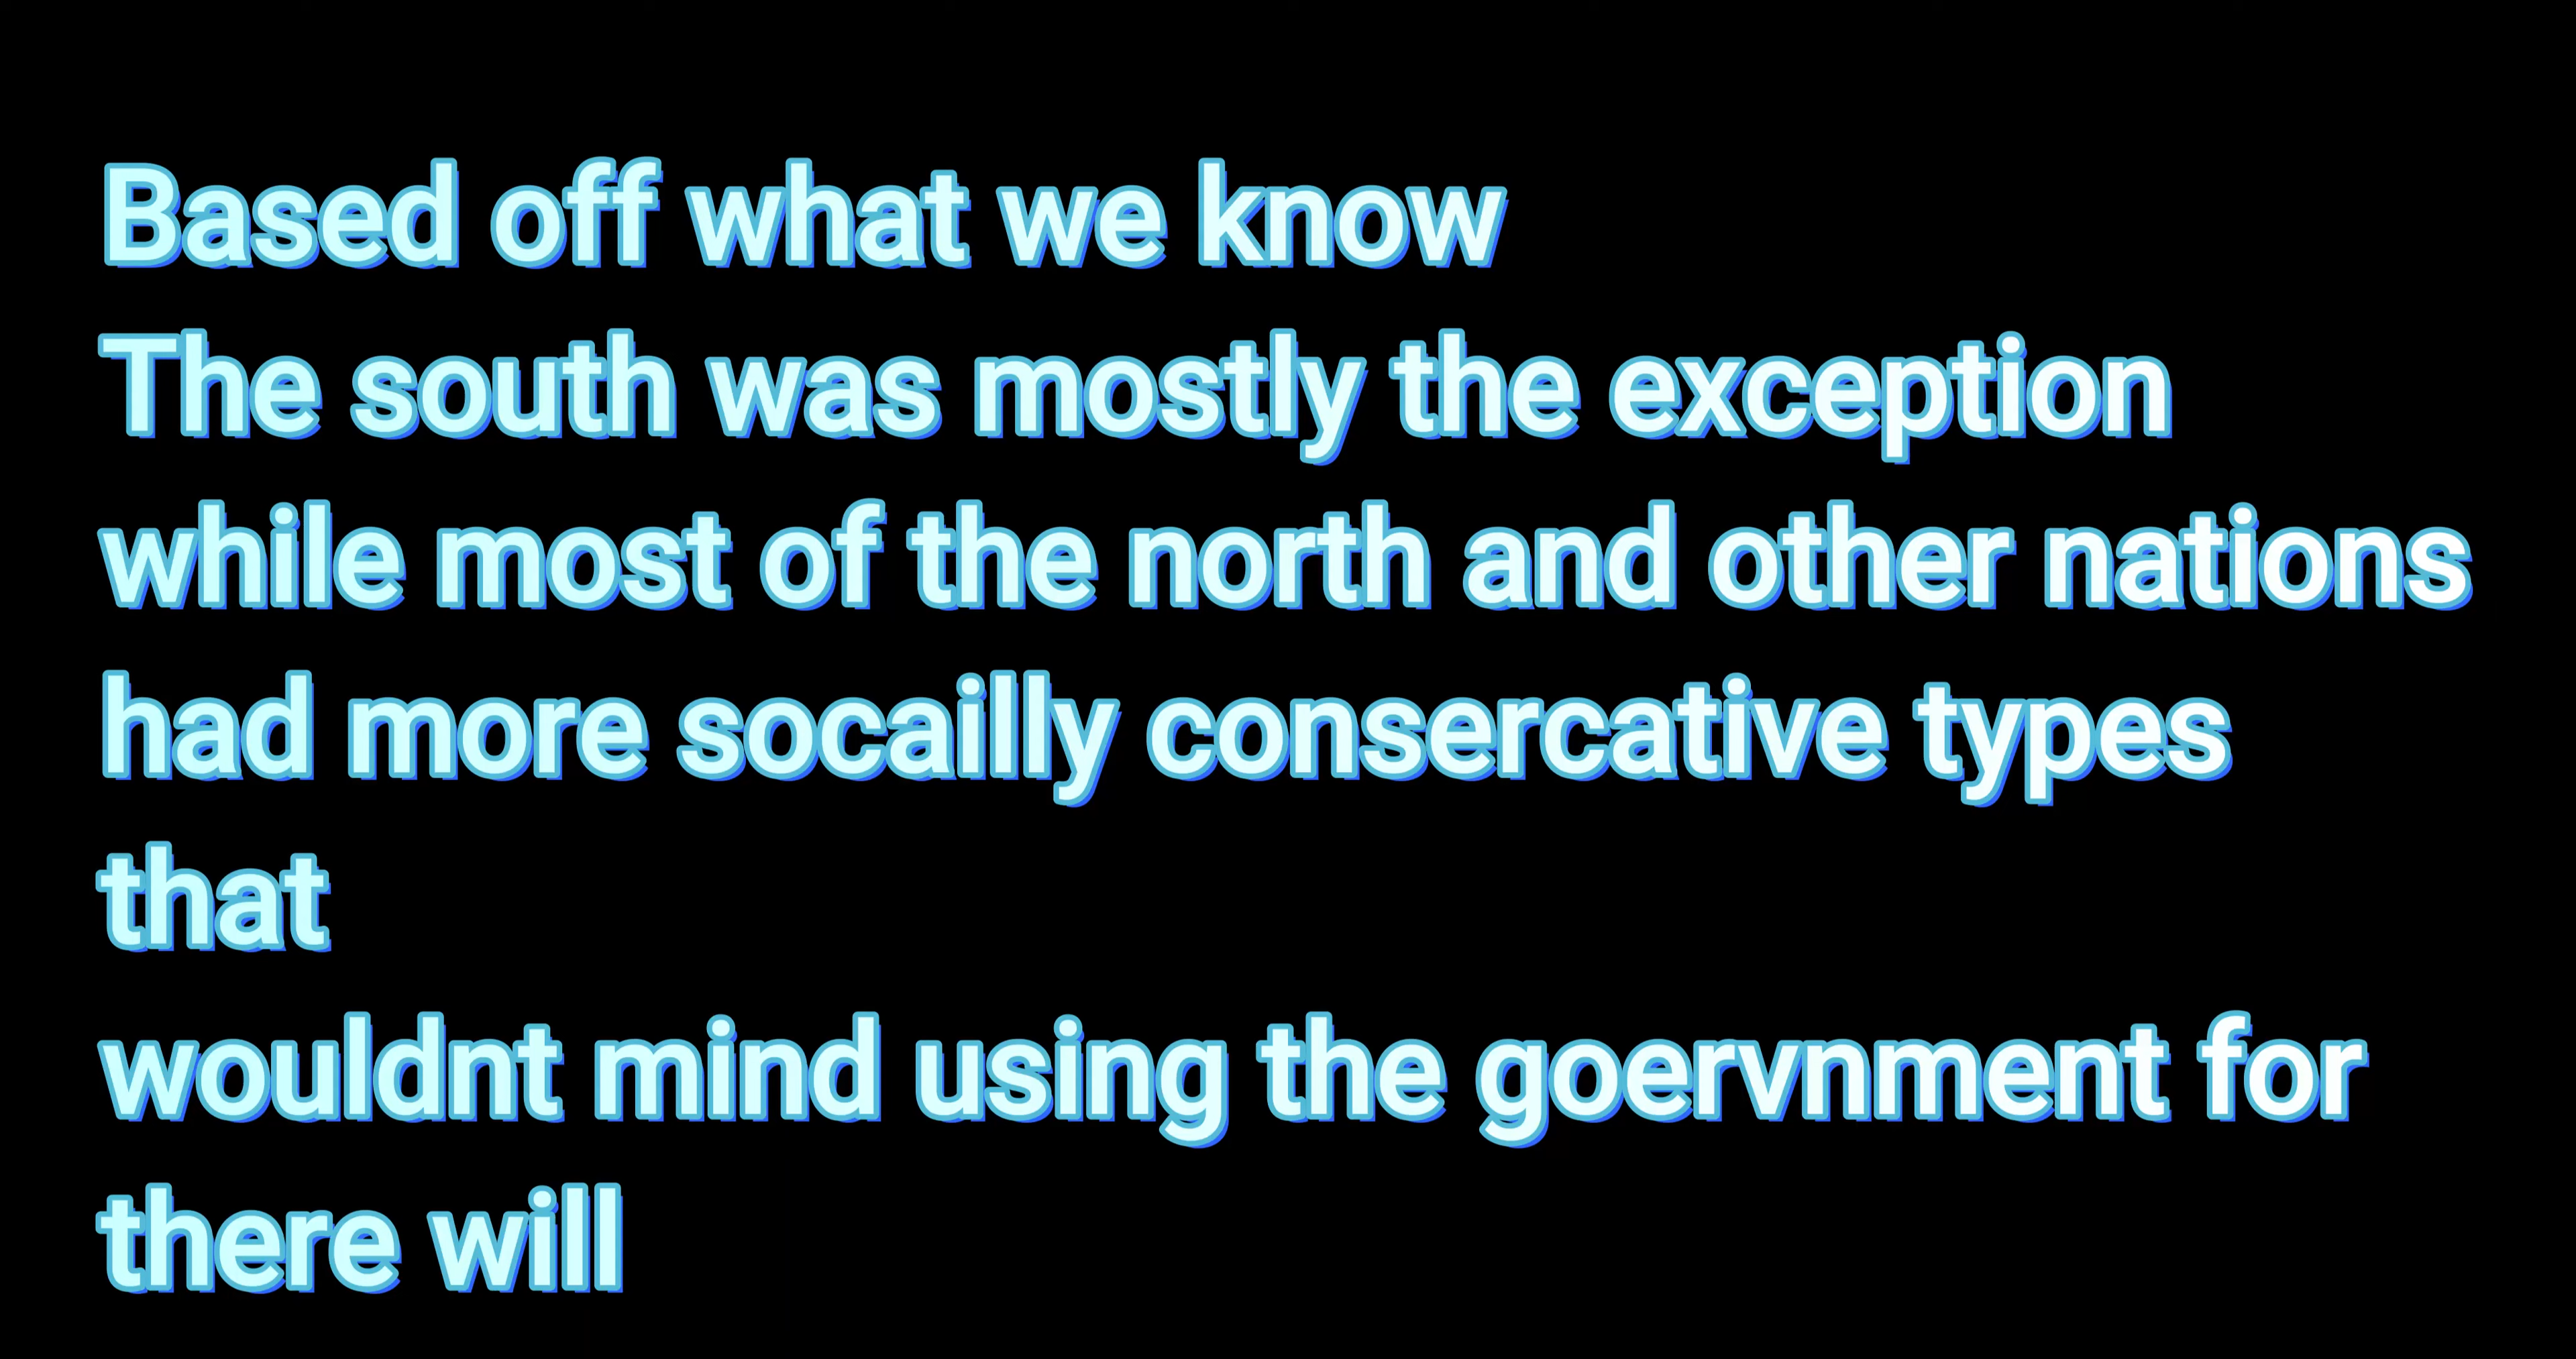 Based off what we know
The south was mostly the exception
while most of the north and other nations
had more socailly consercative types
that
wouldnt mind using the goervnment for
there will